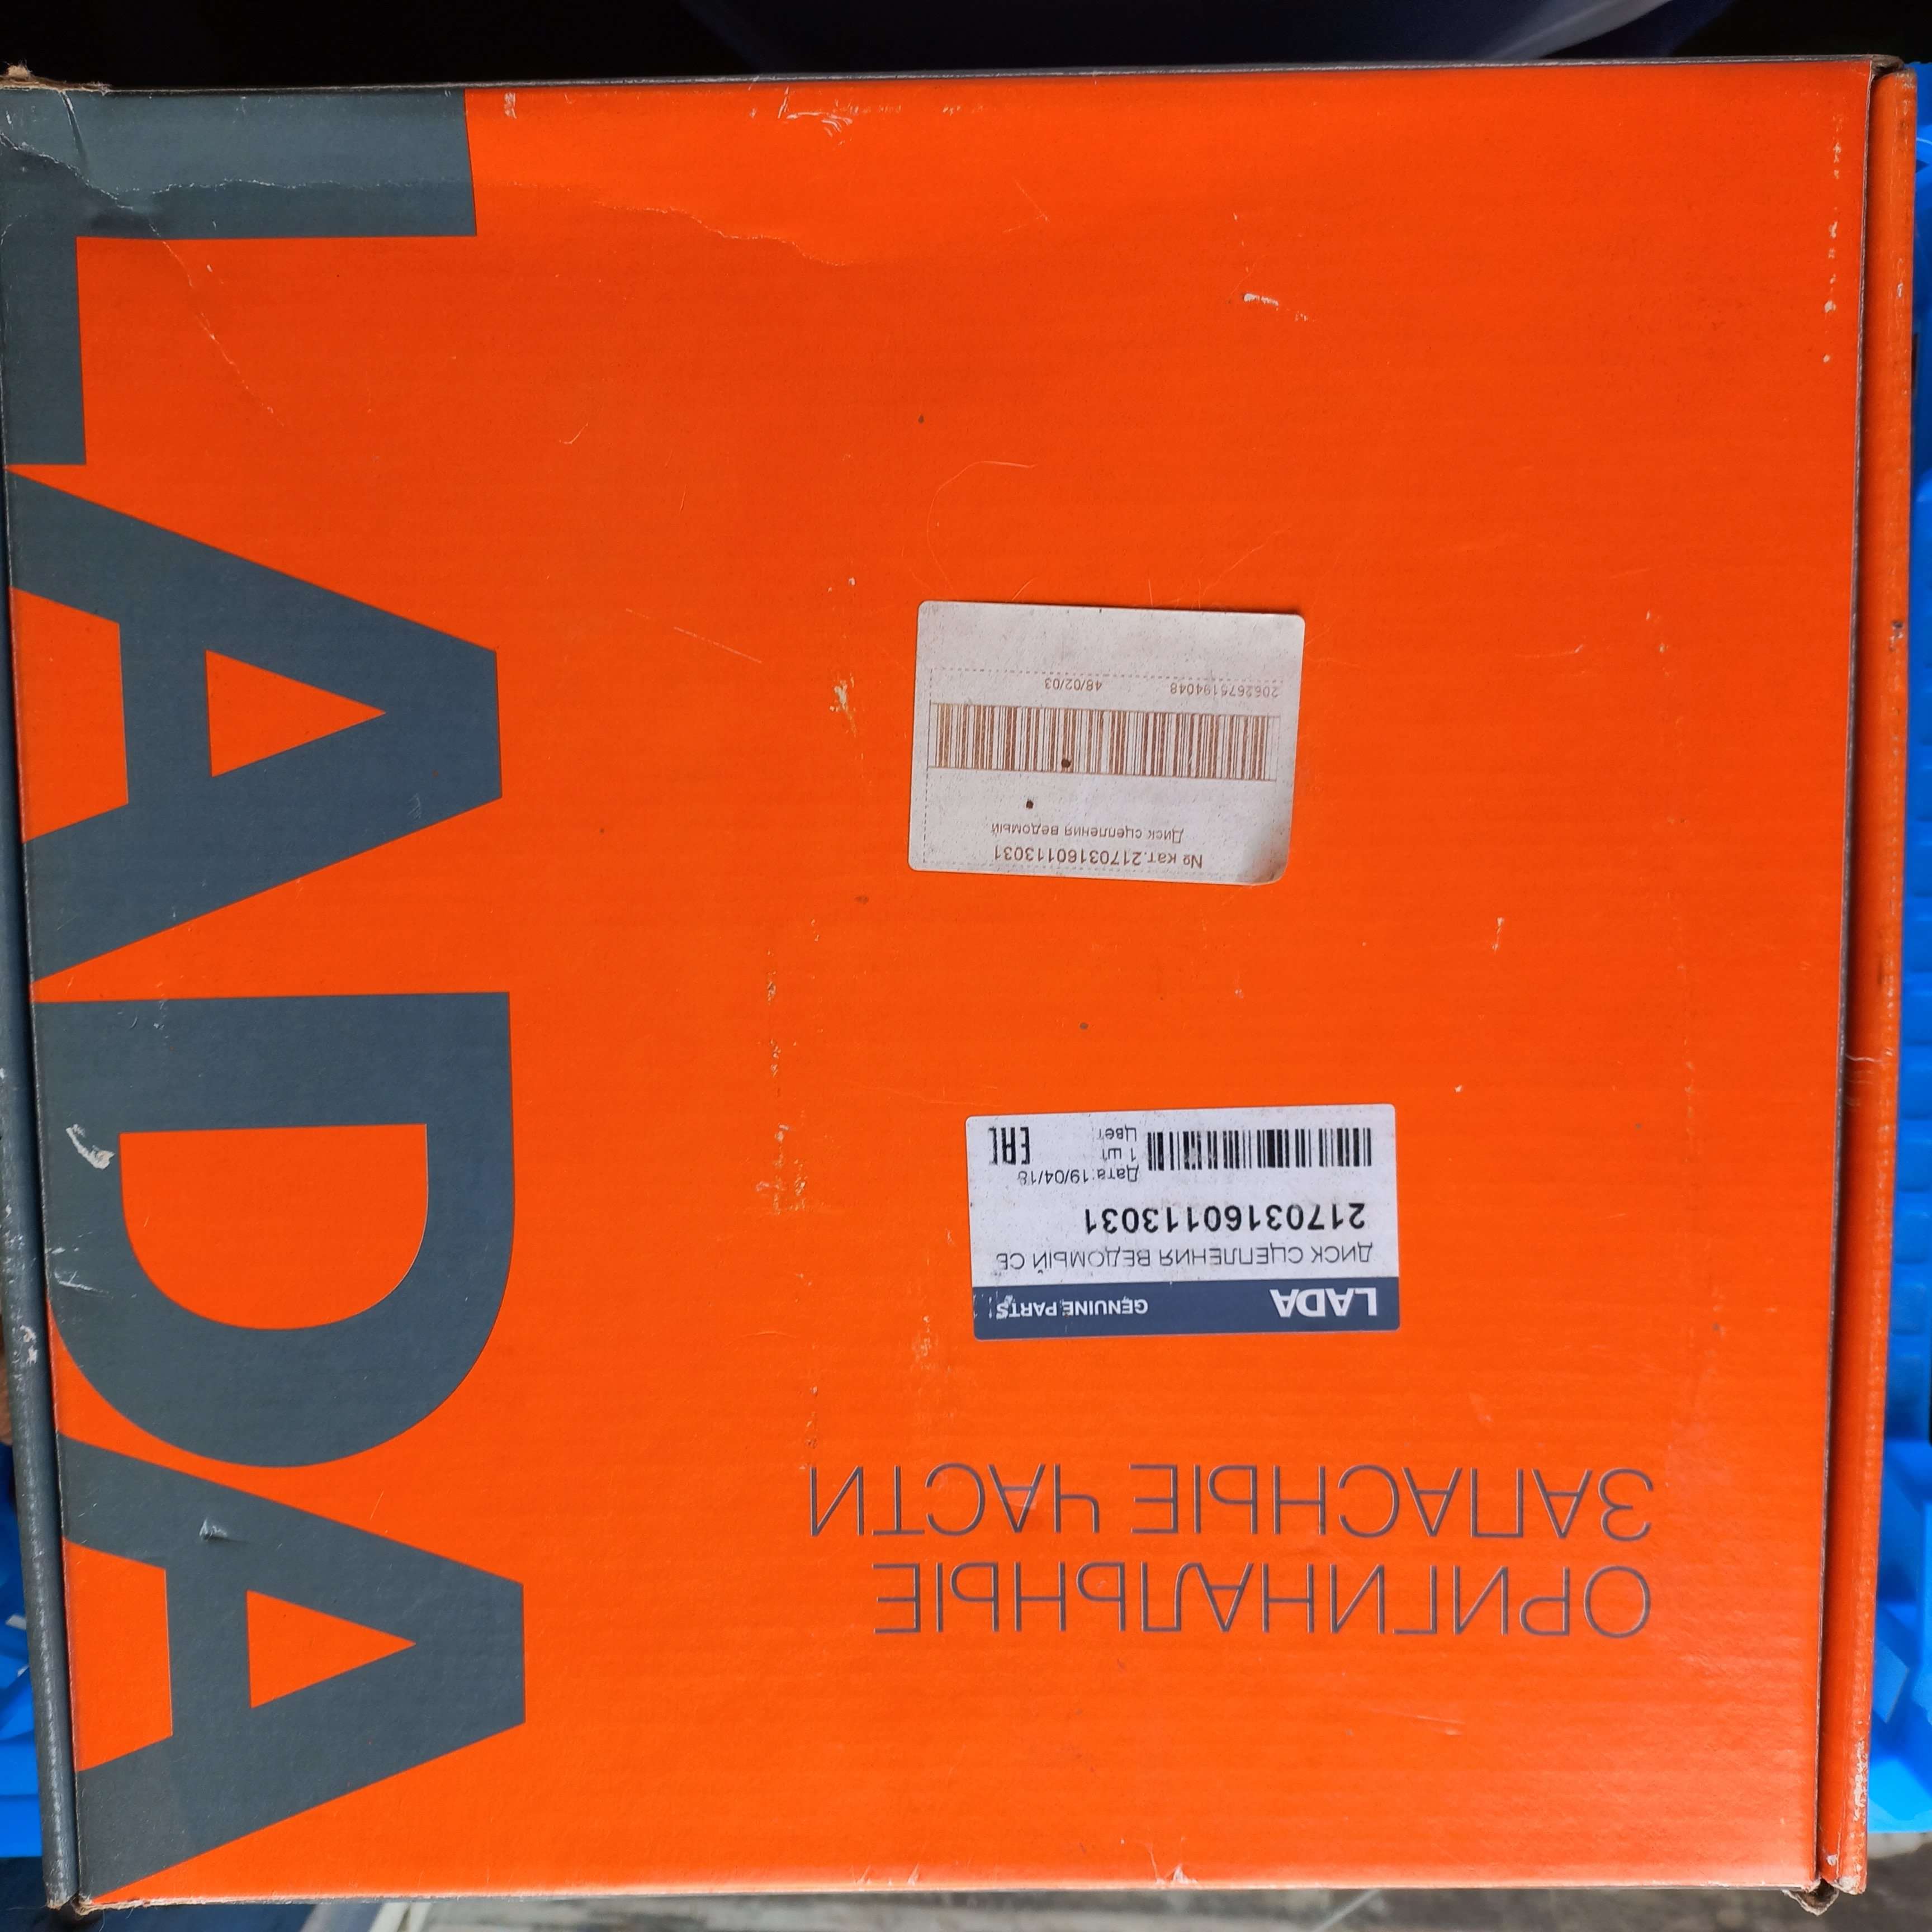 LADA
ОРИГИНАЛЬНЫЕ
ЗАПАСНЫЕ ЧАСТИ
LADA GENUINE PARTS
ДИСК СЦЕПЛЕНИЯ ВЕДОМЫЙ СБ
21703160113031
Дата:19/04/18
1 шт
Цвет:
EAC
№ кат.21703160113031
Диск сцепления ведомый
2062675194048 48/02/03